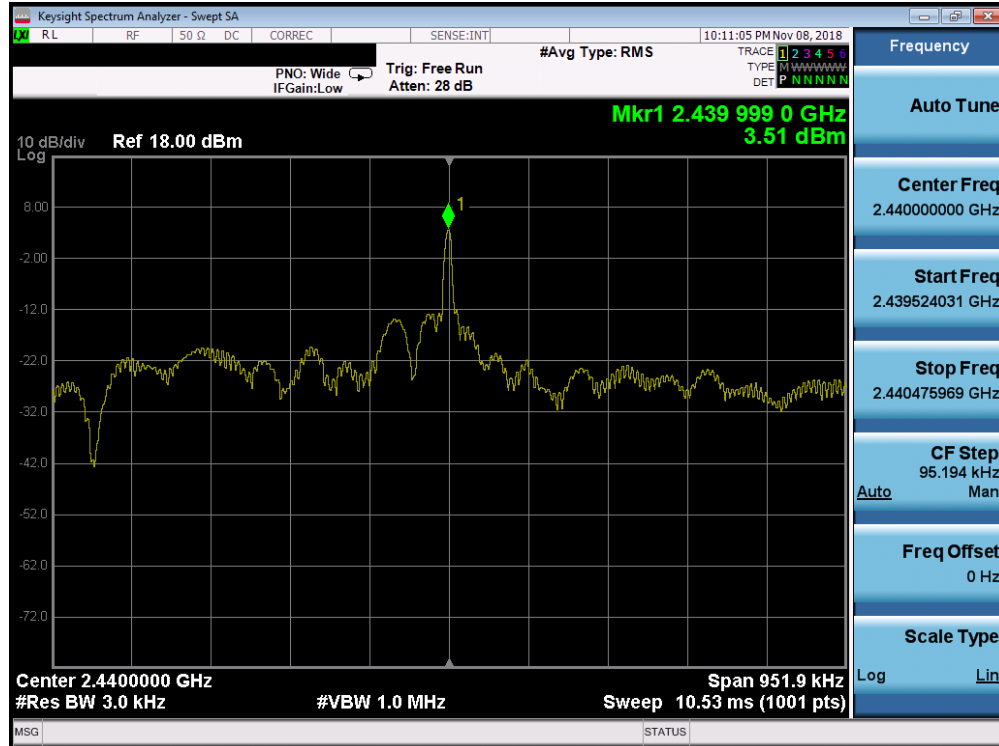 Keysight Spectrum Analyzer - Swept SA
LXI RL RF 50 Ω DC CORREC SENSE:INT 10:11:05 PM Nov 08, 2018
#Avg Type: RMS
TRACE 1 2 3 4 5 6
TYPE M WWWWW
DET P N N N N N
PNO: Wide
IFGain:Low
Trig: Free Run
Atten: 28 dB
Mkr1 2.439 999 0 GHz
3.51 dBm
10 dB/div Ref 18.00 dBm
Log
1
8.00
-2.00
-12.0
-22.0
-32.0
-42.0
-52.0
-62.0
-72.0
Center 2.4400000 GHz Span 951.9 kHz
#Res BW 3.0 kHz #VBW 1.0 MHz Sweep 10.53 ms (1001 pts)
MSG STATUS
Frequency
Auto Tune
Center Freq
2.440000000 GHz
Start Freq
2.439524031 GHz
Stop Freq
2.440475969 GHz
CF Step
95.194 kHz
Auto Man
Freq Offset
0 Hz
Scale Type
Log Lin